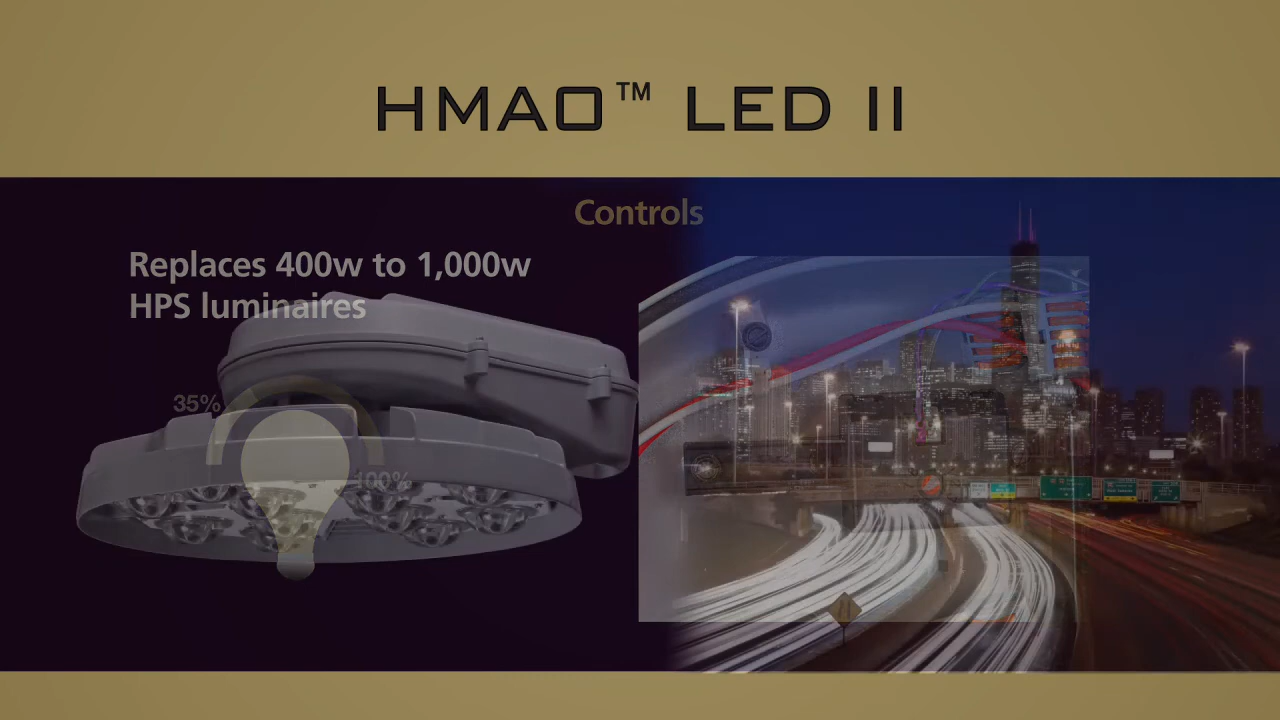 HMAO™ LED II
Controls
Replaces 400w to 1,000w
HPS luminaires
35%
100%